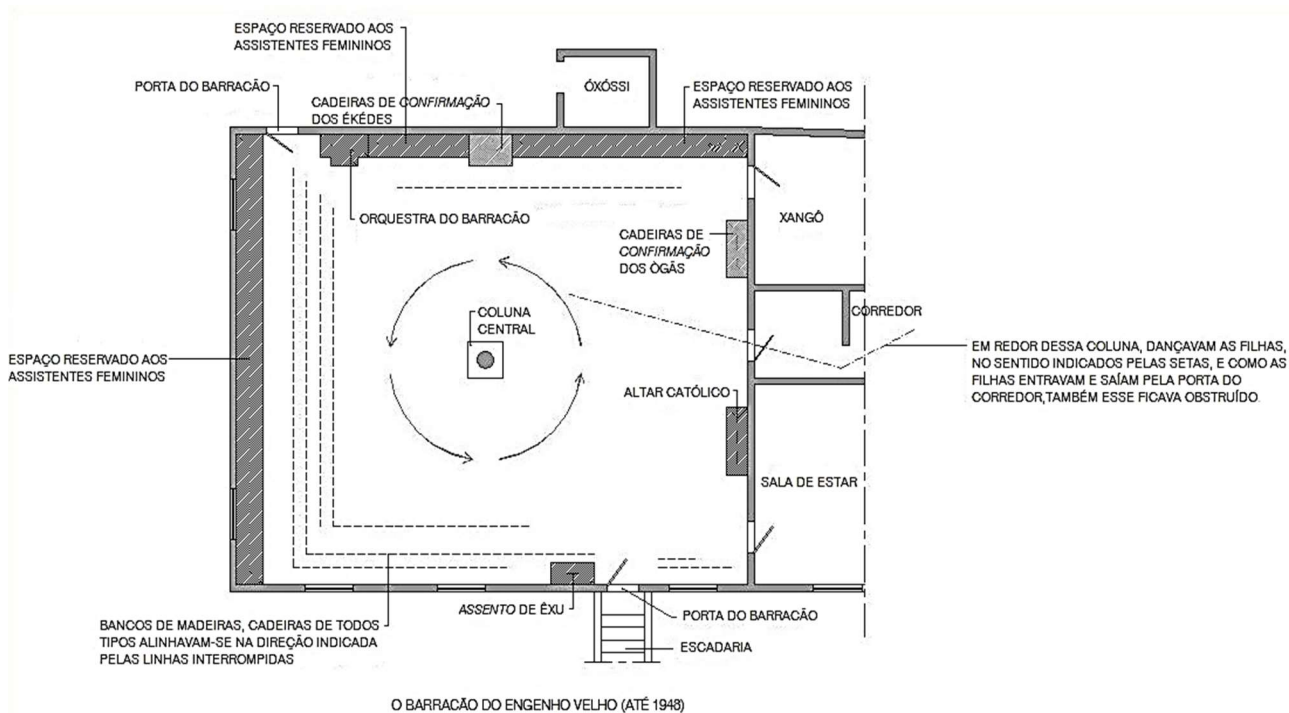 ESPAÇO RESERVADO AOS
ASSISTENTES FEMININOS
PORTA DO BARRACÃO
CADEIRAS DE CONFIRMAÇÃO
DOS ÉKÉDES
ÓXÓSSI
ESPAÇO RESERVADO AOS
ASSISTENTES FEMININOS
ORQUESTRA DO BARRACÃO
XANGÔ
CADEIRAS DE
CONFIRMAÇÃO
DOS ÒGÃS
COLUNA
CENTRAL
CORREDOR
ESPAÇO RESERVADO AOS
ASSISTENTES FEMININOS
EM REDOR DESSA COLUNA, DANÇAVAM AS FILHAS,
NO SENTIDO INDICADOS PELAS SETAS, E COMO AS
FILHAS ENTRAVAM E SAÍAM PELA PORTA DO
CORREDOR,TAMBÉM ESSE FICAVA OBSTRUÍDO.
ALTAR CATÓLICO
SALA DE ESTAR
ASSENTO DE ÊXU
PORTA DO BARRACÃO
BANCOS DE MADEIRAS, CADEIRAS DE TODOS
TIPOS ALINHAVAM-SE NA DIREÇÃO INDICADA
PELAS LINHAS INTERROMPIDAS
ESCADARIA
O BARRACÃO DO ENGENHO VELHO (ATÉ 1948)